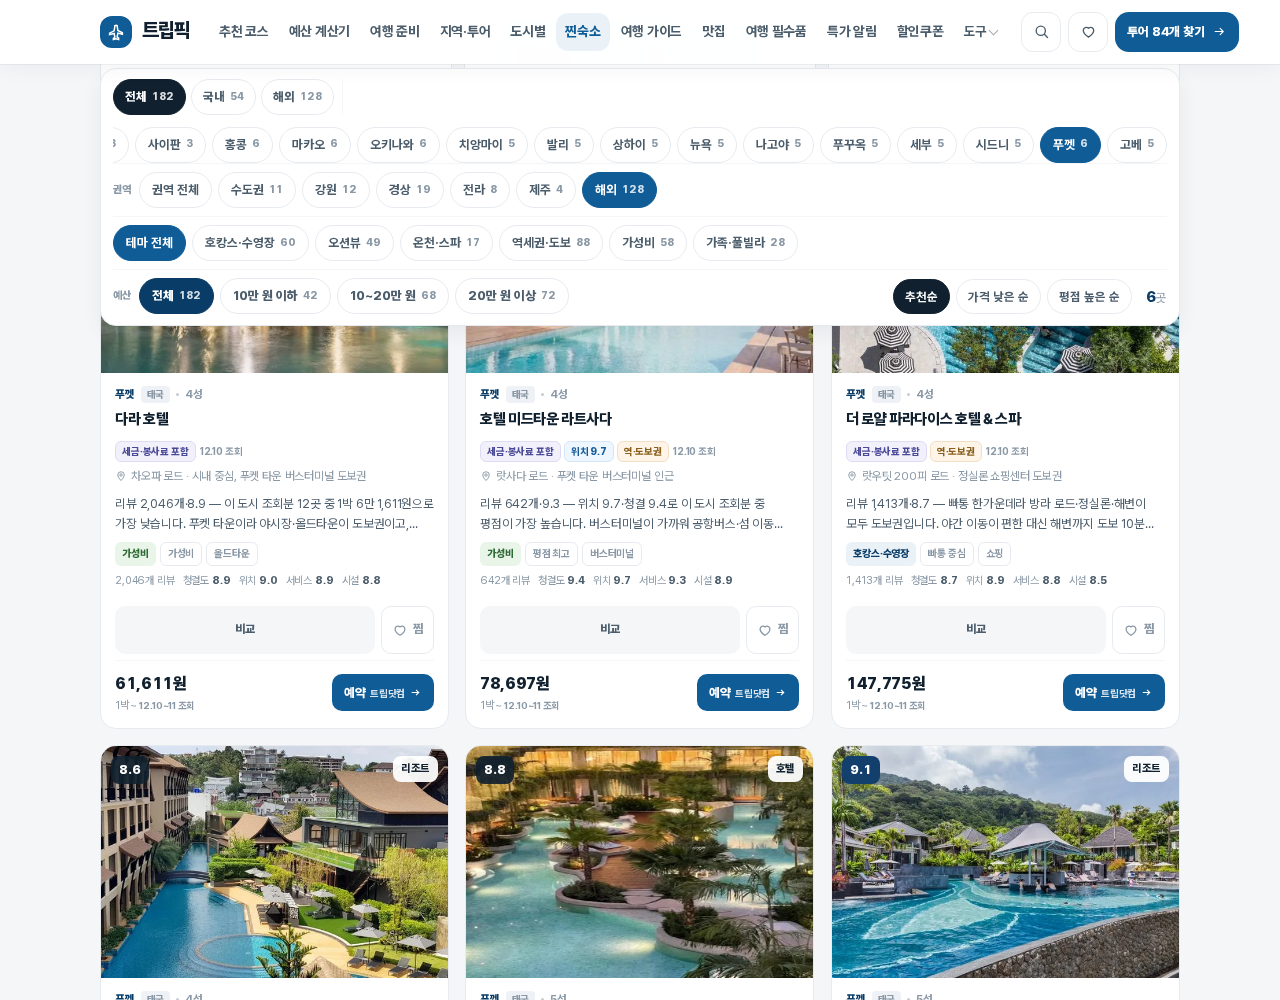 트립픽 추천 코스 예산 계산기 여행 준비 지역·투어 도시별 찐숙소 여행 가이드 맛집 여행 필수품 특가 알림 할인쿠폰 도구 투어 84개 찾기 →
전체 182 국내 54 해외 128
사이판 3 홍콩 6 마카오 6 오키나와 6 치앙마이 5 발리 5 상하이 5 뉴욕 5 나고야 5 푸꾸옥 5 세부 5 시드니 5 푸켓 6 고베 5
권역 권역 전체 수도권 11 강원 12 경상 19 전라 8 제주 4 해외 128
테마 전체 호캉스·수영장 60 오션뷰 49 온천·스파 17 역세권·도보 88 가성비 58 가족·풀빌라 28
예산 전체 182 10만 원 이하 42 10~20만 원 68 20만 원 이상 72 추천순 가격 낮은 순 평점 높은 순 6곳
푸켓 태국 • 4성
다라 호텔
세금·봉사료 포함 12.10 조회
차오파 로드 · 시내 중심, 푸켓 타운 버스터미널 도보권
리뷰 2,046개·8.9 — 이 도시 조회분 12곳 중 1박 6만 1,611원으로
가장 낮습니다. 푸켓 타운이라 야시장·올드타운이 도보권이고,...
가성비 가성비 올드타운
2,046개 리뷰 청결도 8.9 위치 9.0 서비스 8.9 시설 8.8
비교 찜
61,611원
1박~ 12.10~11 조회
예약 트립닷컴 →
푸켓 태국 • 4성
호텔 미드타운 라트사다
세금·봉사료 포함 위치 9.7 역·도보권 12.10 조회
랏사다 로드 · 푸켓 타운 버스터미널 인근
리뷰 642개·9.3 — 위치 9.7·청결 9.4로 이 도시 조회분 중
평점이 가장 높습니다. 버스터미널이 가까워 공항버스·섬 이동...
가성비 평점 최고 버스터미널
642개 리뷰 청결도 9.4 위치 9.7 서비스 9.3 시설 8.9
비교 찜
78,697원
1박~ 12.10~11 조회
예약 트립닷컴 →
푸켓 태국 • 4성
더 로얄 파라다이스 호텔 & 스파
세금·봉사료 포함 역·도보권 12.10 조회
랏우팃 200피 로드 · 정실론 쇼핑센터 도보권
리뷰 1,413개·8.7 — 빠통 한가운데라 방라 로드·정실론·해변이
모두 도보권입니다. 야간 이동이 편한 대신 해변까지 도보 10분...
호캉스·수영장 빠통 중심 쇼핑
1,413개 리뷰 청결도 8.7 위치 8.9 서비스 8.8 시설 8.5
비교 찜
147,775원
1박~ 12.10~11 조회
예약 트립닷컴 →
8.6 리조트
8.8 호텔
9.1 리조트
푸켓 태국 • 4성
푸켓 태국 • 5성
푸켓 태국 • 5성